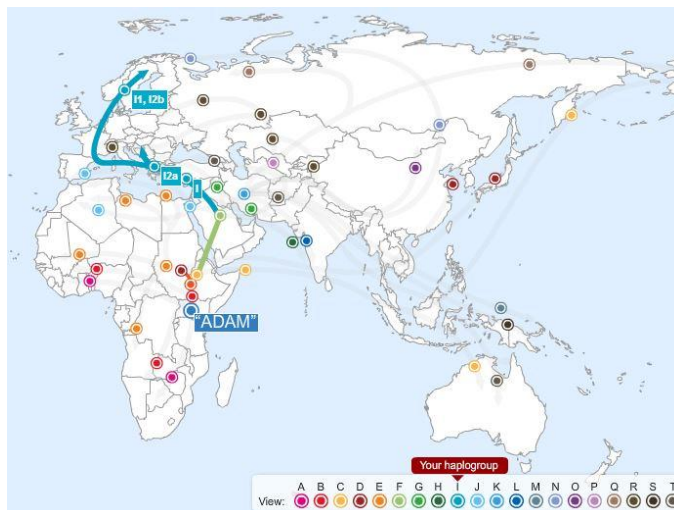 I1, I2b
I2a
I
"ADAM"
Your haplogroup
A B C D E F G H I J K L M N O P Q R S T
View: